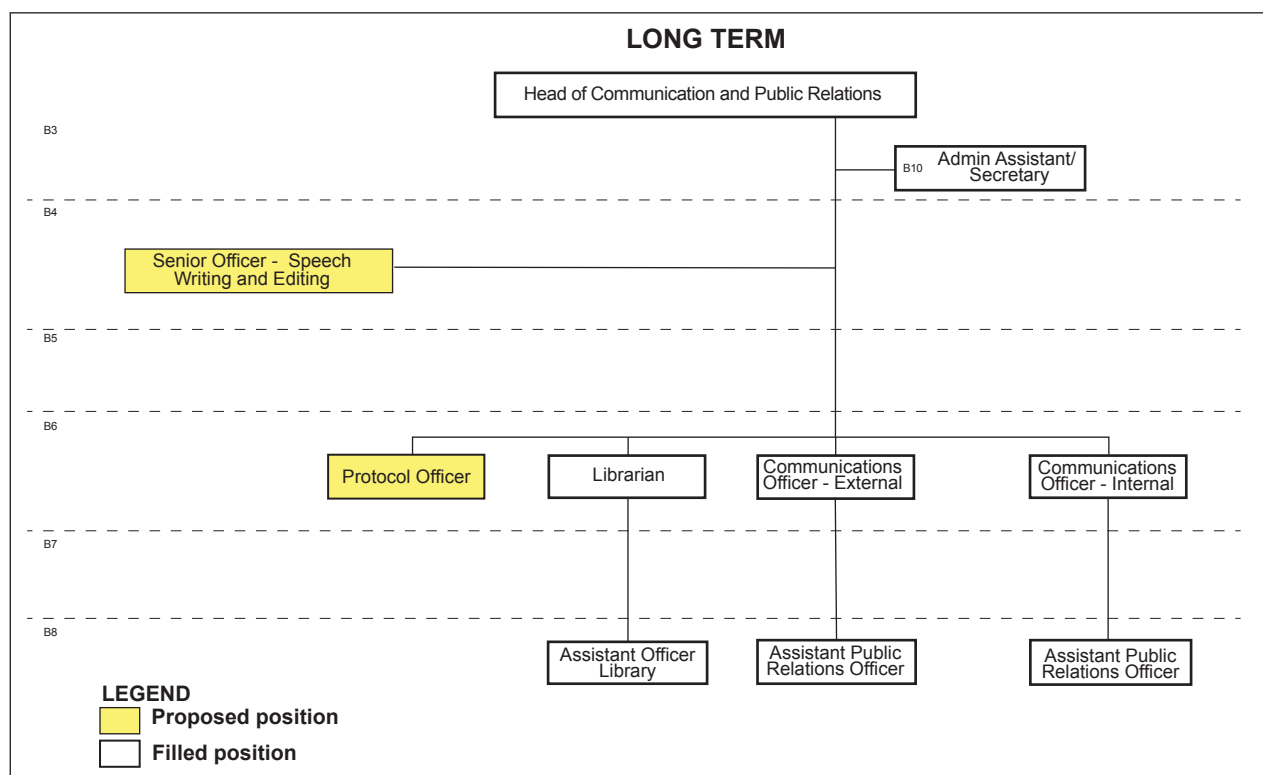 LONG TERM
Head of Communication and Public Relations
B3
B10
Admin Assistant/
Secretary
B4
Senior Officer -  Speech
Writing and Editing
B5
B6
Protocol Officer
Librarian
Communications
Officer - External
Communications
Officer - Internal
B7
B8
Assistant Officer
Library
Assistant Public
Relations Officer
Assistant Public
Relations Officer
LEGEND
Proposed position
Filled position